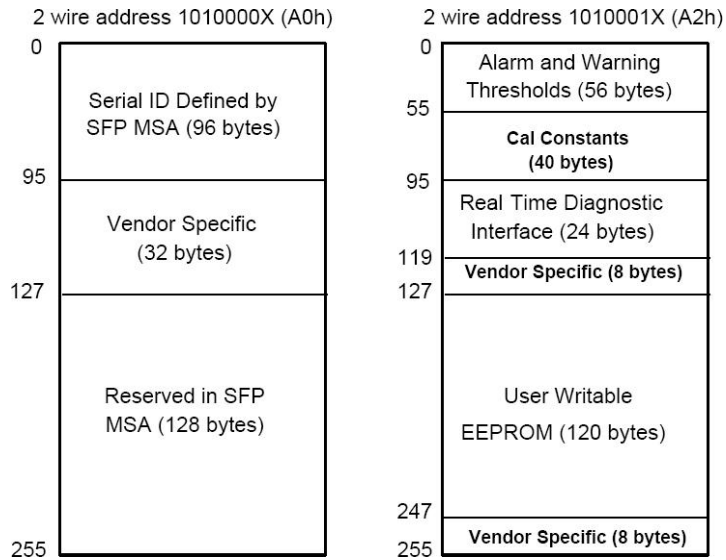 2 wire address 1010000X (A0h)
0
Serial ID Defined by
SFP MSA (96 bytes)
95
Vendor Specific
(32 bytes)
127
Reserved in SFP
MSA (128 bytes)
255
2 wire address 1010001X (A2h)
0
Alarm and Warning
Thresholds (56 bytes)
55
Cal Constants
(40 bytes)
95
Real Time Diagnostic
Interface (24 bytes)
119
Vendor Specific (8 bytes)
127
User Writable
EEPROM (120 bytes)
247
Vendor Specific (8 bytes)
255